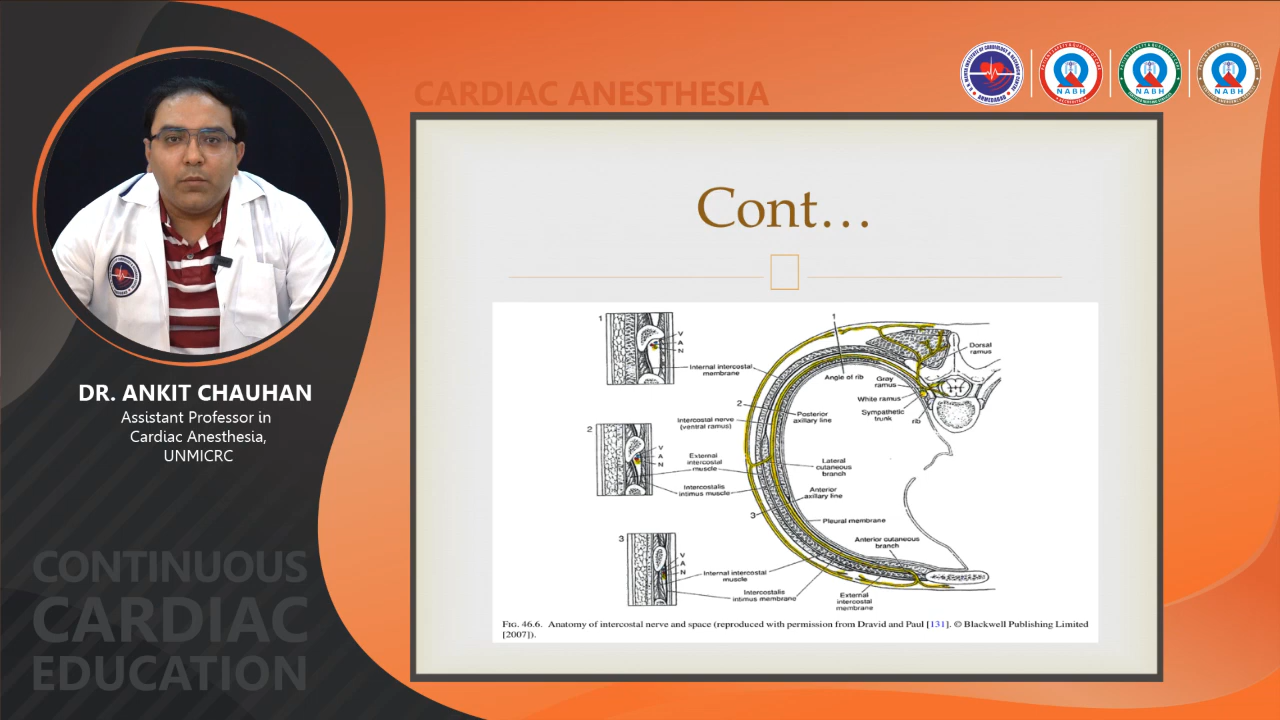 CARDIAC ANESTHESIA
NABH
NABH
NABH
Cont…
1
V
A
N
Internal intercostal
membrane
2
V
A
N
Intercostal nerve
(ventral ramus)
External
intercostal
muscle
Intercostalis
intimus muscle
3
V
A
N
Internal intercostal
muscle
Intercostalis
intimus membrane
1
Angle of rib
Dorsal
ramus
Gray
ramus
White ramus
Sympathetic
trunk
rib
2
Posterior
axillary line
Lateral
cutaneous
branch
Anterior
axillary line
3
Pleural membrane
Anterior cutaneous
branch
External
intercostal
membrane
FIG. 46.6. Anatomy of intercostal nerve and space (reproduced with permission from Dravid and Paul [131]. © Blackwell Publishing Limited
[2007]).
DR. ANKIT CHAUHAN
Assistant Professor in
Cardiac Anesthesia,
UNMICRC
CONTINUOUS
CARDIAC
EDUCATION